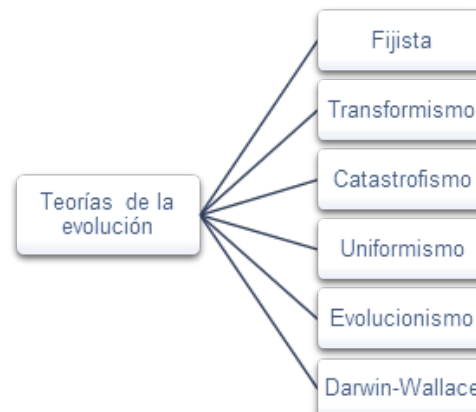 Fijista
Transformismo
Catastrofismo
Teorías de la
evolución
Uniformismo
Evolucionismo
Darwin-Wallace